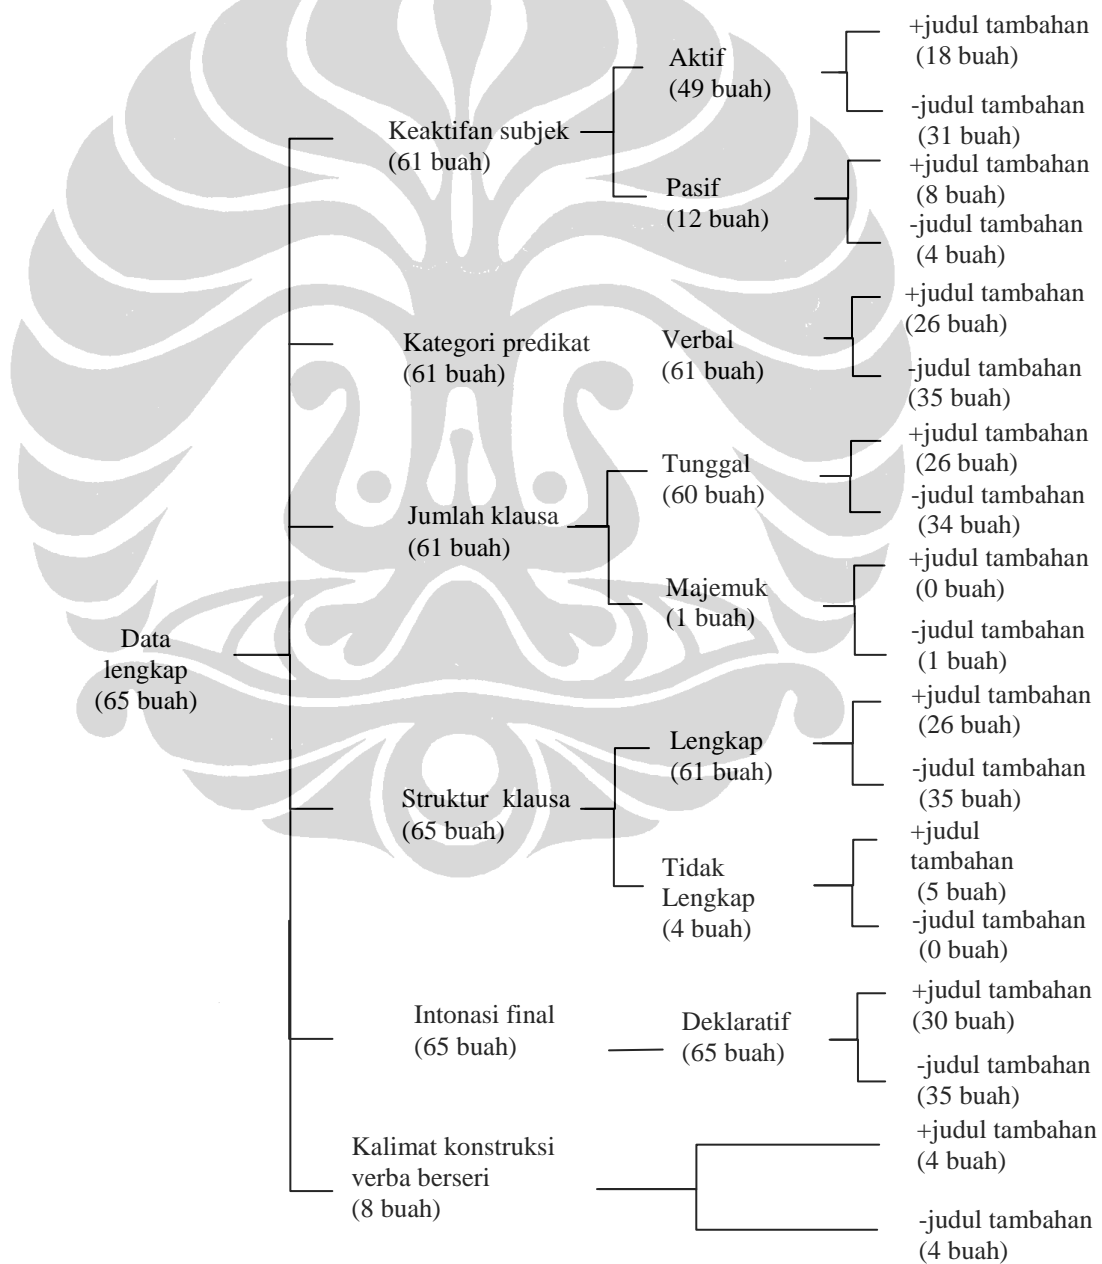 +judul tambahan
(18 buah)
Aktif
(49 buah)
-judul tambahan
(31 buah)
Keaktifan subjek
(61 buah)
+judul tambahan
(8 buah)
Pasif
(12 buah)
-judul tambahan
(4 buah)
+judul tambahan
(26 buah)
Kategori predikat
(61 buah)
Verbal
(61 buah)
-judul tambahan
(35 buah)
+judul tambahan
(26 buah)
Tunggal
(60 buah)
-judul tambahan
(34 buah)
Jumlah klausa
(61 buah)
+judul tambahan
(0 buah)
Majemuk
(1 buah)
-judul tambahan
(1 buah)
Data
lengkap
(65 buah)
+judul tambahan
(26 buah)
Lengkap
(61 buah)
-judul tambahan
(35 buah)
Struktur klausa
(65 buah)
+judul
tambahan
(5 buah)
Tidak
Lengkap
(4 buah)
-judul tambahan
(0 buah)
+judul tambahan
(30 buah)
Intonasi final
(65 buah)
Deklaratif
(65 buah)
-judul tambahan
(35 buah)
+judul tambahan
(4 buah)
Kalimat konstruksi
verba berseri
(8 buah)
-judul tambahan
(4 buah)